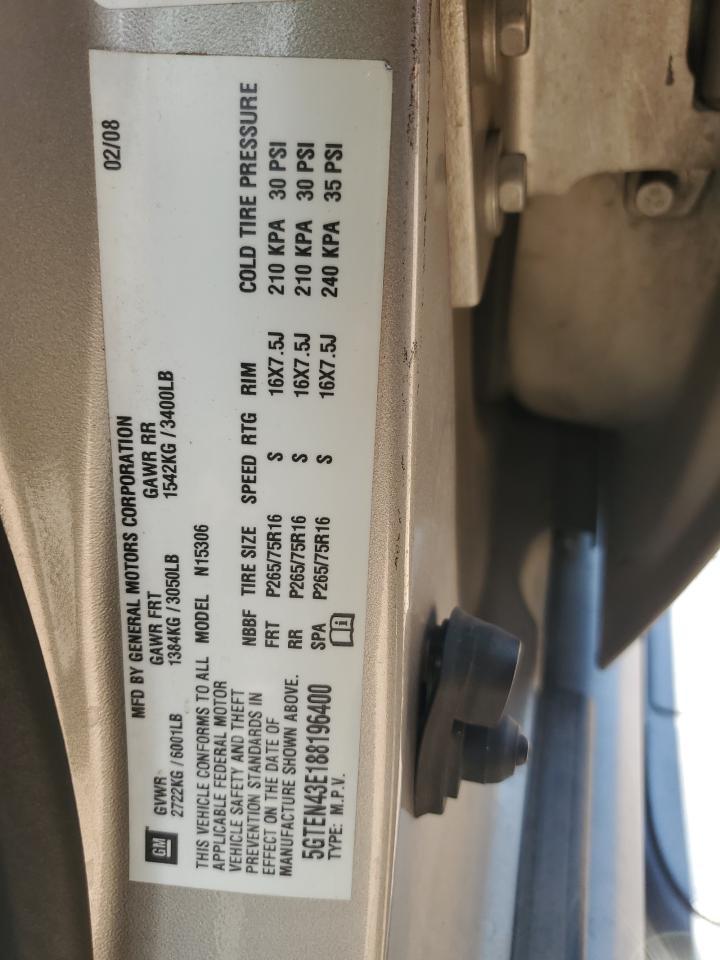 MFD BY GENERAL MOTORS CORPORATION 02/08
GM GVWR GAWR FRT GAWR RR
2722KG / 6001LB 1384KG / 3050LB 1542KG / 3400LB
THIS VEHICLE CONFORMS TO ALL MODEL N15306
APPLICABLE FEDERAL MOTOR
VEHICLE SAFETY AND THEFT
PREVENTION STANDARDS IN
EFFECT ON THE DATE OF
MANUFACTURE SHOWN ABOVE.
5GTEN43E188196400
TYPE: M.P.V.
NBBF TIRE SIZE SPEED RTG RIM COLD TIRE PRESSURE
FRT P265/75R16 S 16X7.5J 210 KPA 30 PSI
RR P265/75R16 S 16X7.5J 210 KPA 30 PSI
SPA P265/75R16 S 16X7.5J 240 KPA 35 PSI